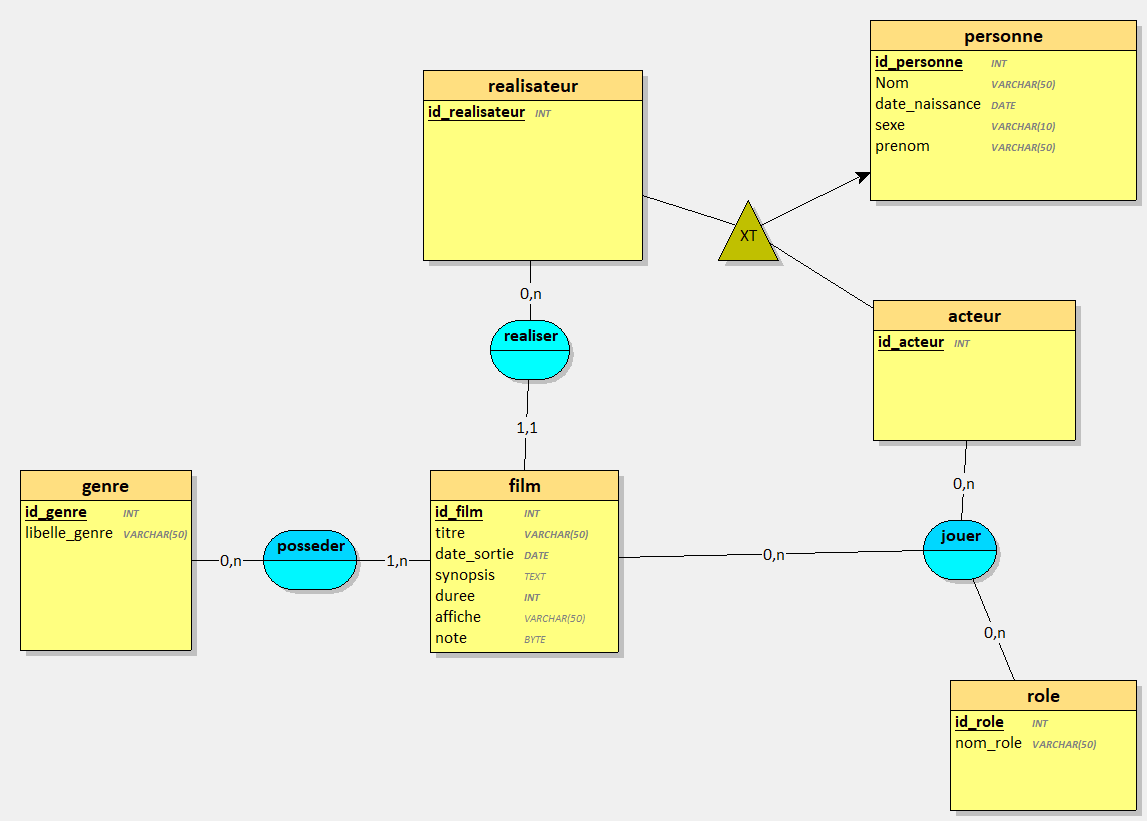 personne
id_personne INT
Nom VARCHAR(50)
date_naissance DATE
sexe VARCHAR(10)
prenom VARCHAR(50)
realisateur
id_realisateur INT
XT
0,n
realiser
1,1
acteur
id_acteur INT
0,n
genre
id_genre INT
libelle_genre VARCHAR(50)
0,n
posseder
1,n
film
id_film INT
titre VARCHAR(50)
date_sortie DATE
synopsis TEXT
duree INT
affiche VARCHAR(50)
note BYTE
0,n
jouer
0,n
role
id_role INT
nom_role VARCHAR(50)